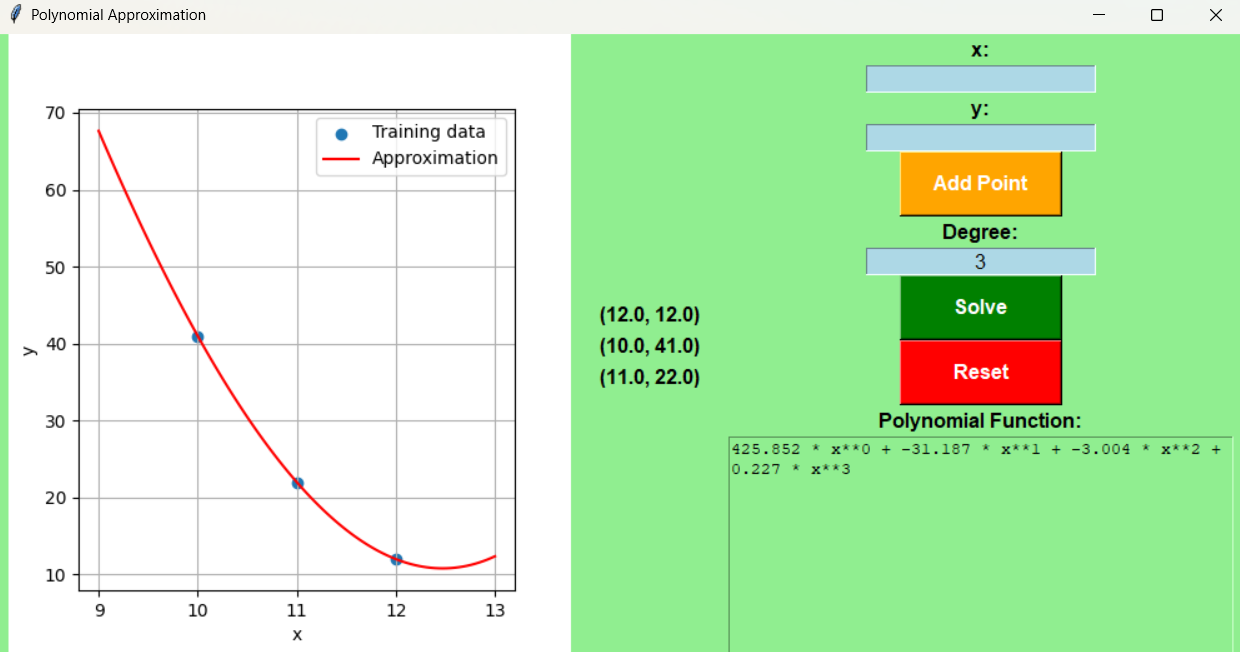 Polynomial Approximation
70
60
50
40
30
20
10
9 10 11 12 13
x
y
Training data
Approximation
(12.0, 12.0)
(10.0, 41.0)
(11.0, 22.0)
x:
y:
Add Point
Degree:
3
Solve
Reset
Polynomial Function:
425.852 * x**0 + -31.187 * x**1 + -3.004 * x**2 +
0.227 * x**3